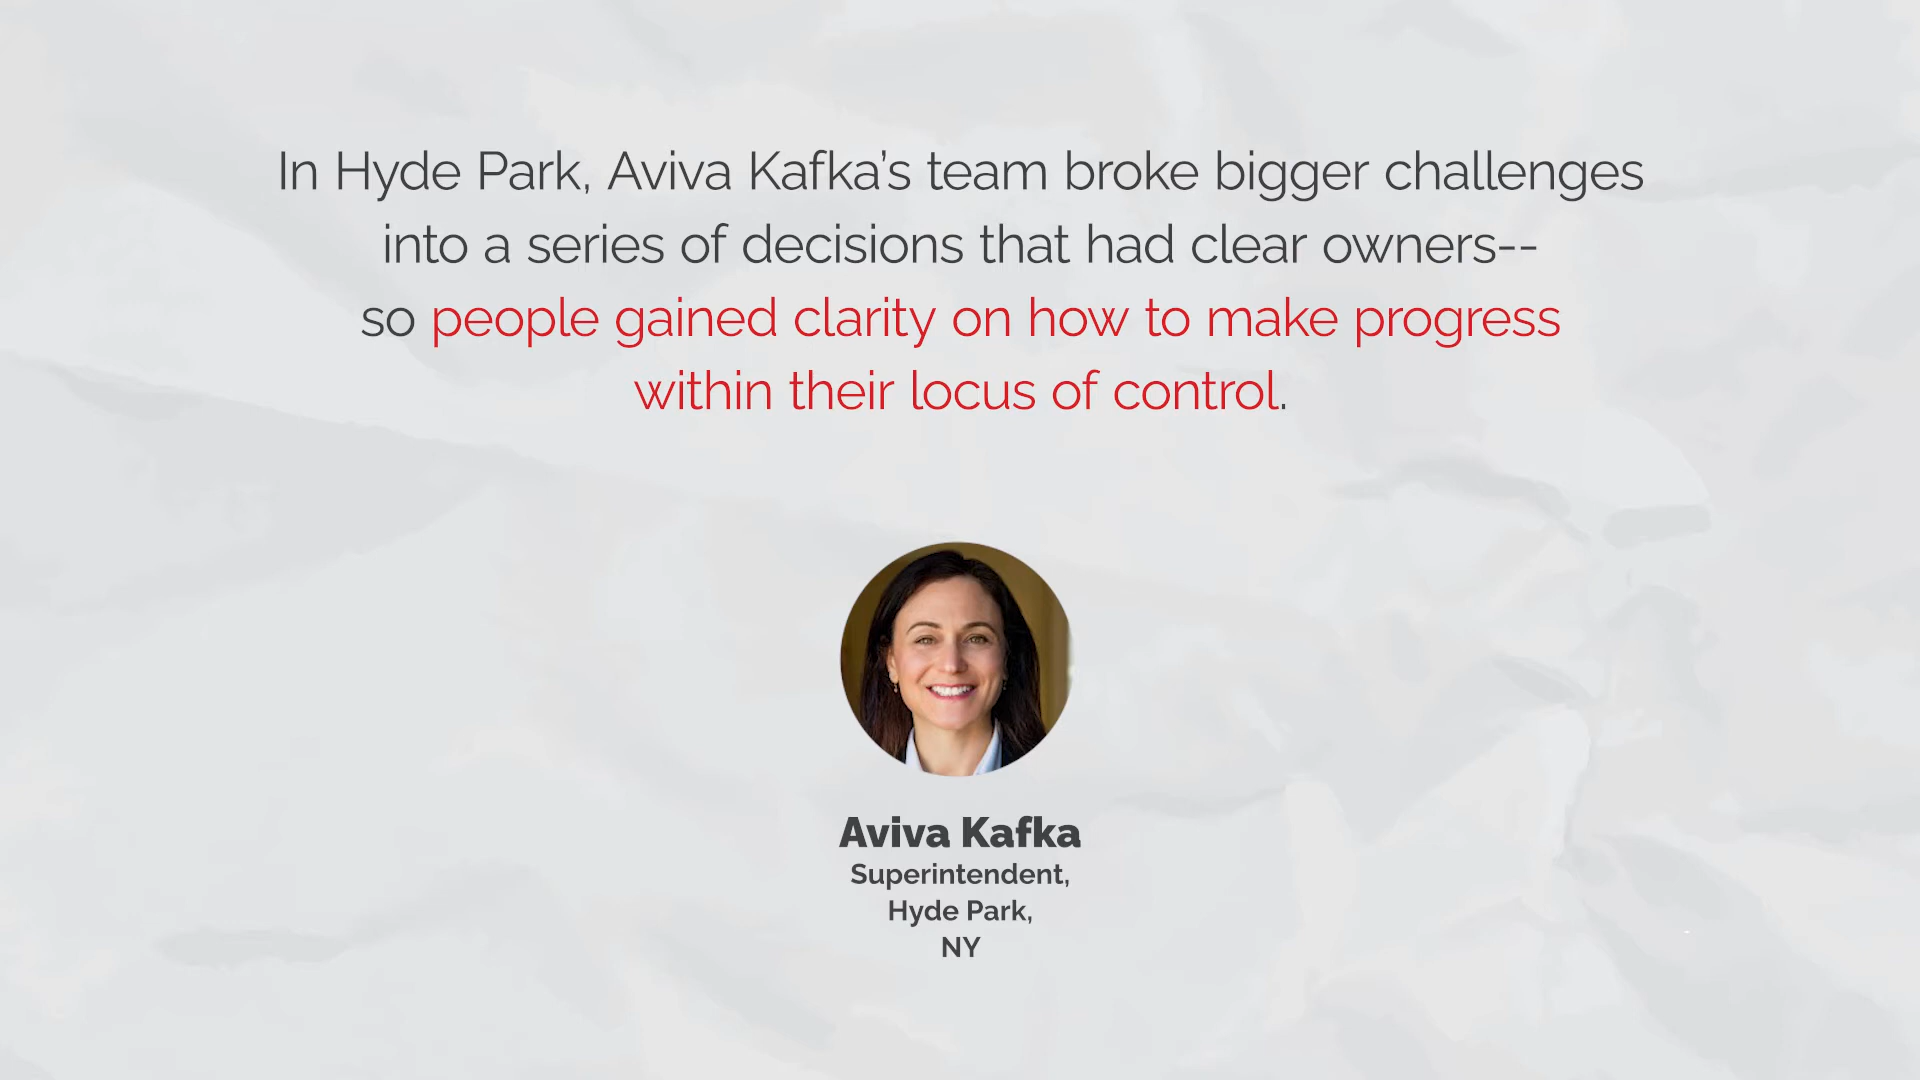 In Hyde Park, Aviva Kafka’s team broke bigger challenges
into a series of decisions that had clear owners--
so people gained clarity on how to make progress
within their locus of control.
Aviva Kafka
Superintendent,
Hyde Park,
NY